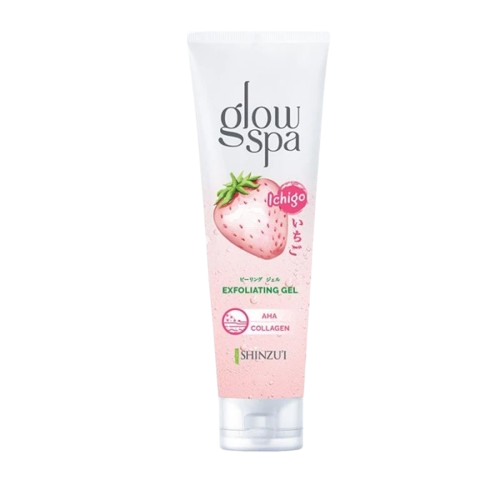 glow
spa
Ichigo
いちご
ピーリング ジェル
EXFOLIATING GEL
AHA
COLLAGEN
SHINZU'I